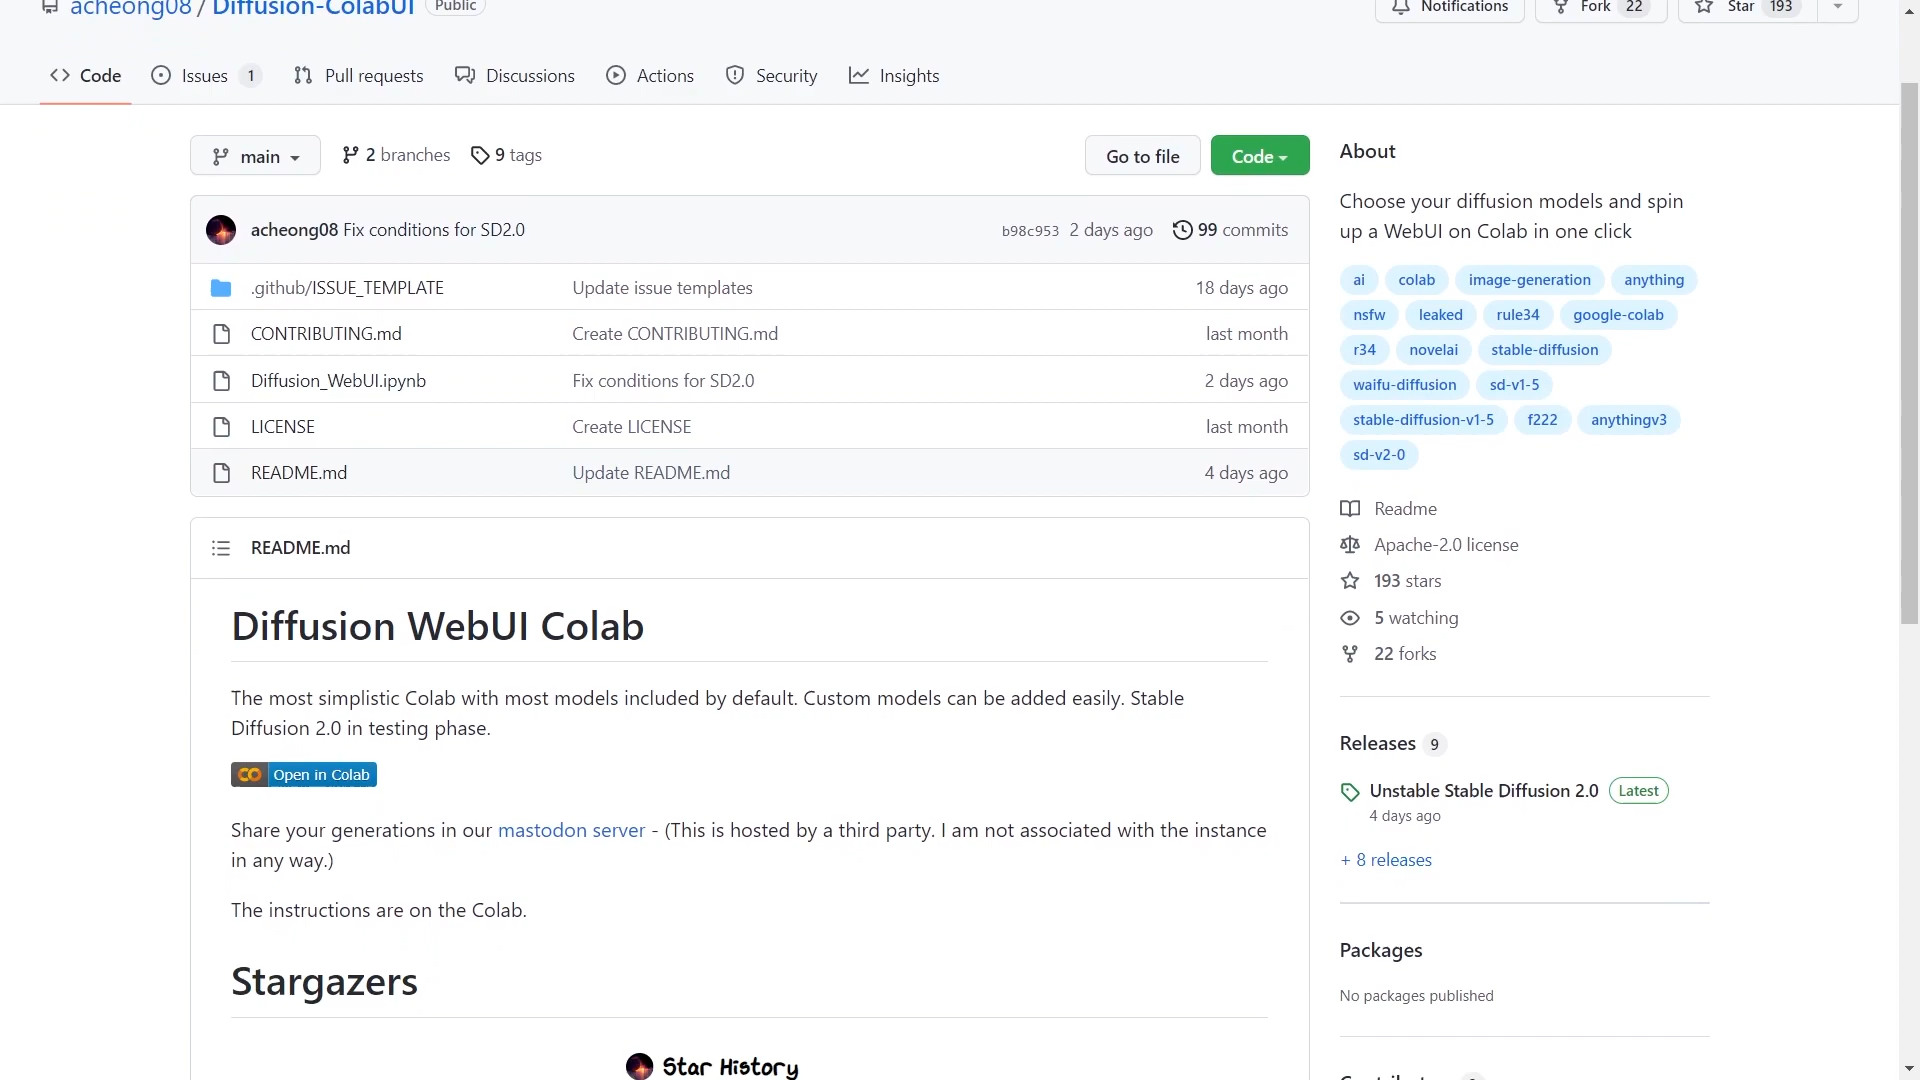 acheong08 / Diffusion-ColabUI Public
Notifications Fork 22 Star 193
Code Issues 1 Pull requests Discussions Actions Security Insights
main 2 branches 9 tags Go to file Code
acheong08 Fix conditions for SD2.0 b98c953 2 days ago 99 commits
.github/ISSUE_TEMPLATE Update issue templates 18 days ago
CONTRIBUTING.md Create CONTRIBUTING.md last month
Diffusion_WebUI.ipynb Fix conditions for SD2.0 2 days ago
LICENSE Create LICENSE last month
README.md Update README.md 4 days ago
README.md
Diffusion WebUI Colab
The most simplistic Colab with most models included by default. Custom models can be added easily. Stable
Diffusion 2.0 in testing phase.
Open in Colab
Share your generations in our mastodon server - (This is hosted by a third party. I am not associated with the instance
in any way.)
The instructions are on the Colab.
Stargazers
Star History
About
Choose your diffusion models and spin
up a WebUI on Colab in one click
ai colab image-generation anything
nsfw leaked rule34 google-colab
r34 novelai stable-diffusion
waifu-diffusion sd-v1-5
stable-diffusion-v1-5 f222 anythingv3
sd-v2-0
Readme
Apache-2.0 license
193 stars
5 watching
22 forks
Releases 9
Unstable Stable Diffusion 2.0 Latest
4 days ago
+ 8 releases
Packages
No packages published